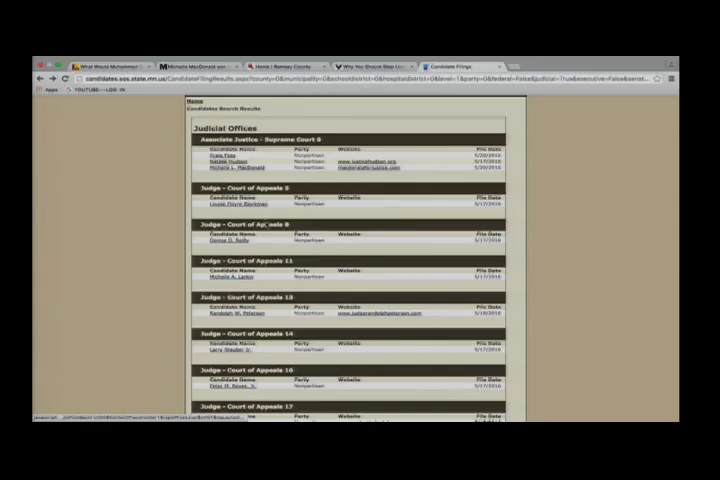 What Would Muhammad D
Michelle MacDonald won
Home | Ramsey County
Why You Should Stop
Candidate Filings
candidates.sos.state.mn.us/CandidateFilingResults.aspx?county=0&municipality=0&schooldistrict=0&hospitaldistrict=0&level=1&party=0&federal=False&judicial=True&executive=False&senat...
Apps YOUTUBE---LOG IN
Home
Candidates Search Results
Judicial Offices
Associate Justice - Supreme Court 6
Candidate Name Party Website File Date
Craig Foss Nonpartisan 5/20/2016
Natalie Hudson Nonpartisan www.justicehudson.org 5/17/2016
Michelle L. MacDonald Nonpartisan macdonaldforjustice.com 5/20/2016
Judge - Court of Appeals 5
Candidate Name Party Website File Date
Louise Dovre Bjorkman Nonpartisan 5/17/2016
Judge - Court of Appeals 8
Candidate Name Party Website File Date
Denise D. Reilly Nonpartisan 5/17/2016
Judge - Court of Appeals 11
Candidate Name Party Website File Date
Michelle A. Larkin Nonpartisan 5/17/2016
Judge - Court of Appeals 13
Candidate Name Party Website File Date
Randolph W. Peterson Nonpartisan www.judgerandolphpeterson.com 5/18/2016
Judge - Court of Appeals 14
Candidate Name Party Website File Date
Larry Stauber Jr. Nonpartisan 5/17/2016
Judge - Court of Appeals 16
Candidate Name Party Website File Date
Peter M. Reyes, Jr. Nonpartisan 5/17/2016
Judge - Court of Appeals 17
Party Website File Date